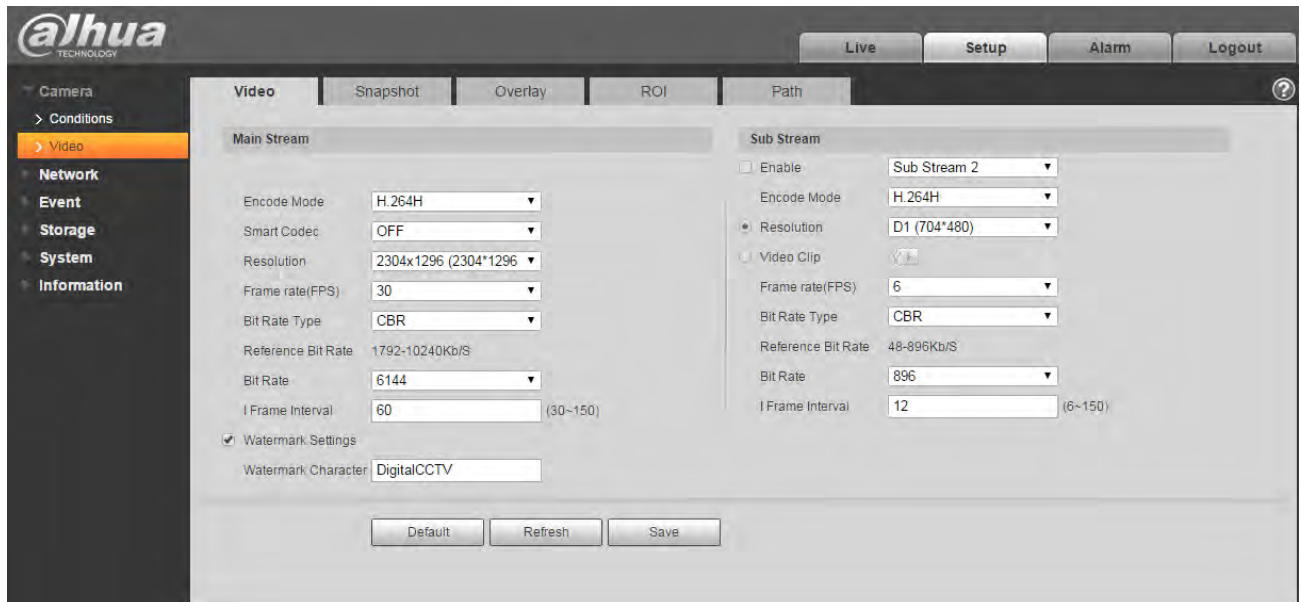 alhua
TECHNOLOGY
Live Setup Alarm Logout
Camera
Conditions
Video
Network
Event
Storage
System
Information
Video Snapshot Overlay ROI Path
Main Stream
Encode Mode H.264H
Smart Codec OFF
Resolution 2304x1296 (2304*1296
Frame rate(FPS) 30
Bit Rate Type CBR
Reference Bit Rate 1792-10240Kb/S
Bit Rate 6144
I Frame Interval 60 (30~150)
Watermark Settings
Watermark Character DigitalCCTV
Sub Stream
Enable Sub Stream 2
Encode Mode H.264H
Resolution D1 (704*480)
Video Clip
Frame rate(FPS) 6
Bit Rate Type CBR
Reference Bit Rate 48-896Kb/S
Bit Rate 896
I Frame Interval 12 (6~150)
Default Refresh Save